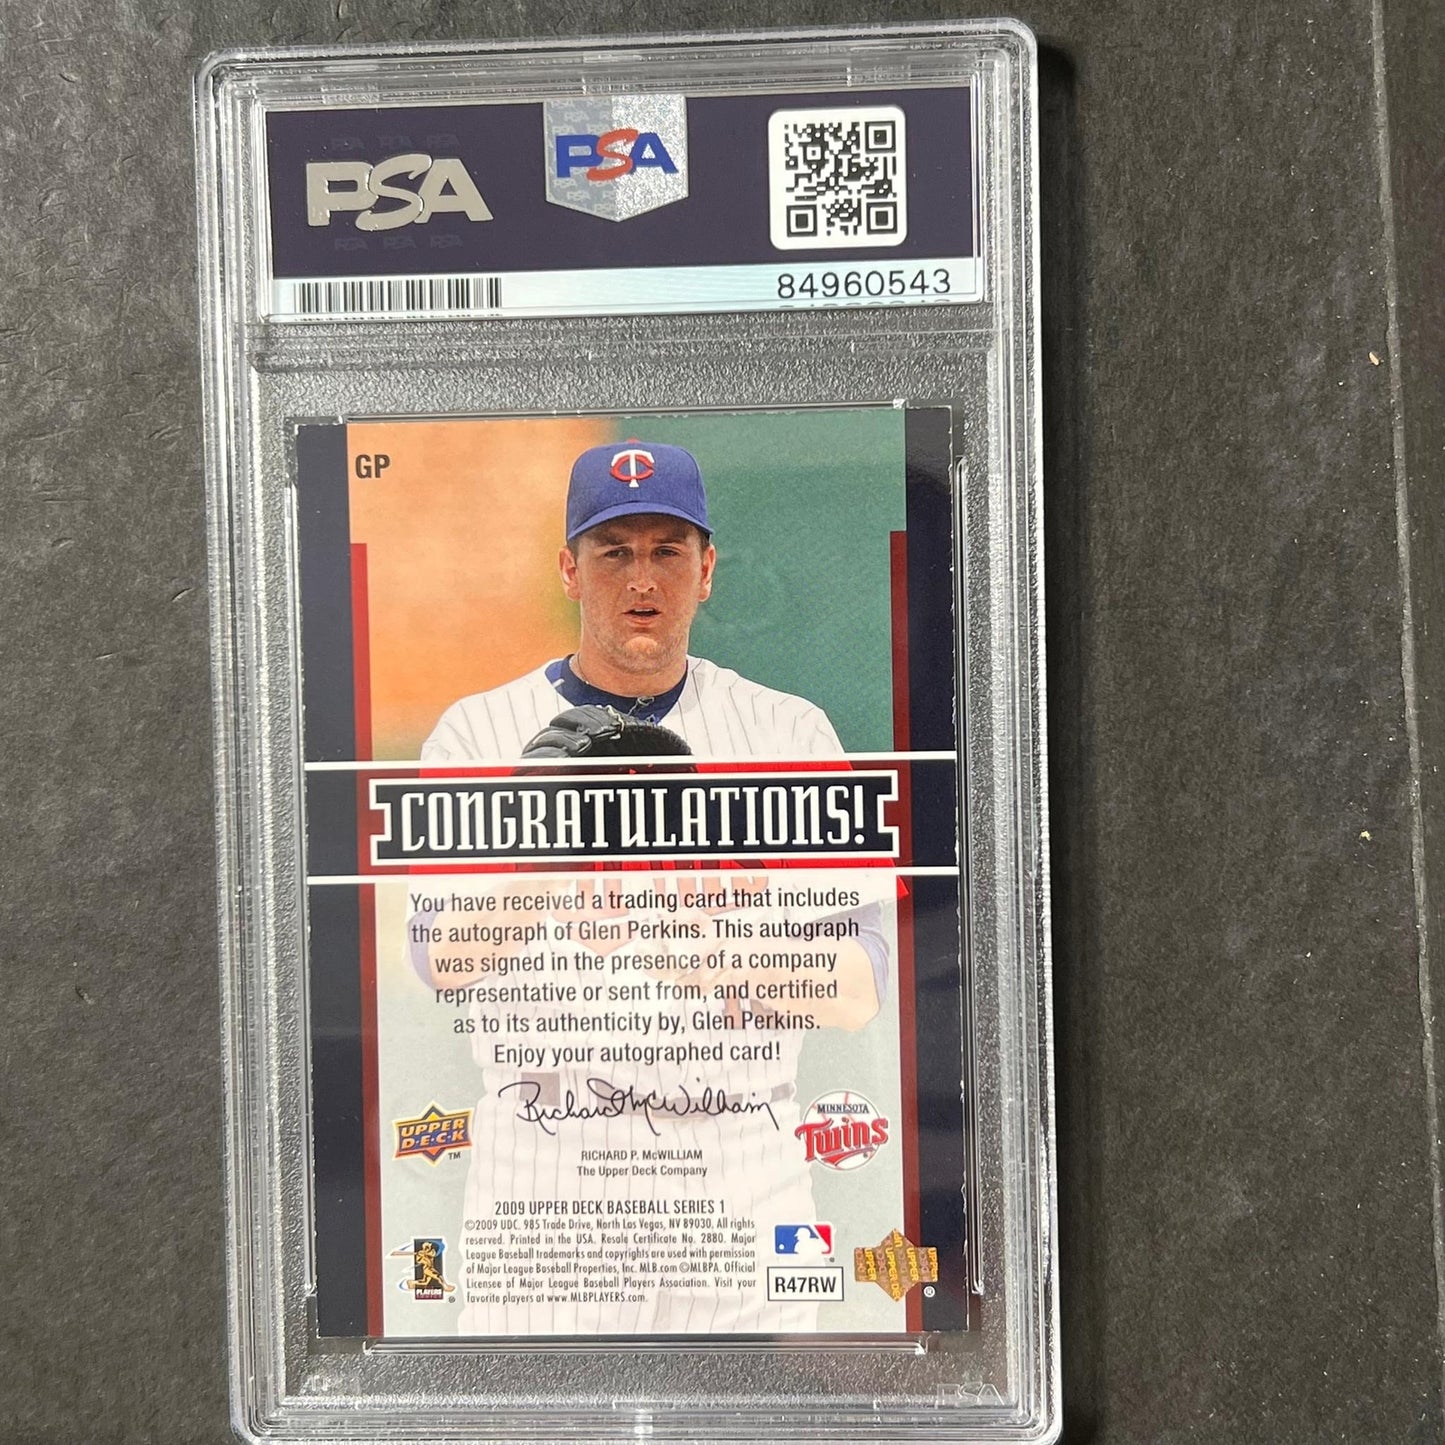 PSA
PSA
84960543
GP
CONGRATULATIONS!
You have received a trading card that includes
the autograph of Glen Perkins. This autograph
was signed in the presence of a company
representative or sent from, and certified
as to its authenticity by, Glen Perkins.
Enjoy your autographed card!
Richard McWilliam
UPPER
D·E·C·K
TM
MINNESOTA
Twins
RICHARD P. McWILLIAM
The Upper Deck Company
2009 UPPER DECK BASEBALL SERIES 1
©2009 UDC. 985 Trade Drive, North Las Vegas, NV 89030. All rights
reserved. Printed in the USA. Resale Certificate No. 2880. Major
League Baseball trademarks and copyrights are used with permission
of Major League Baseball Properties, Inc. MLB.com ©MLBPA. Official
Licensee of Major League Baseball Players Association. Visit your
favorite players at www.MLBPLAYERS.com.
PLAYERS
R47RW
PSA